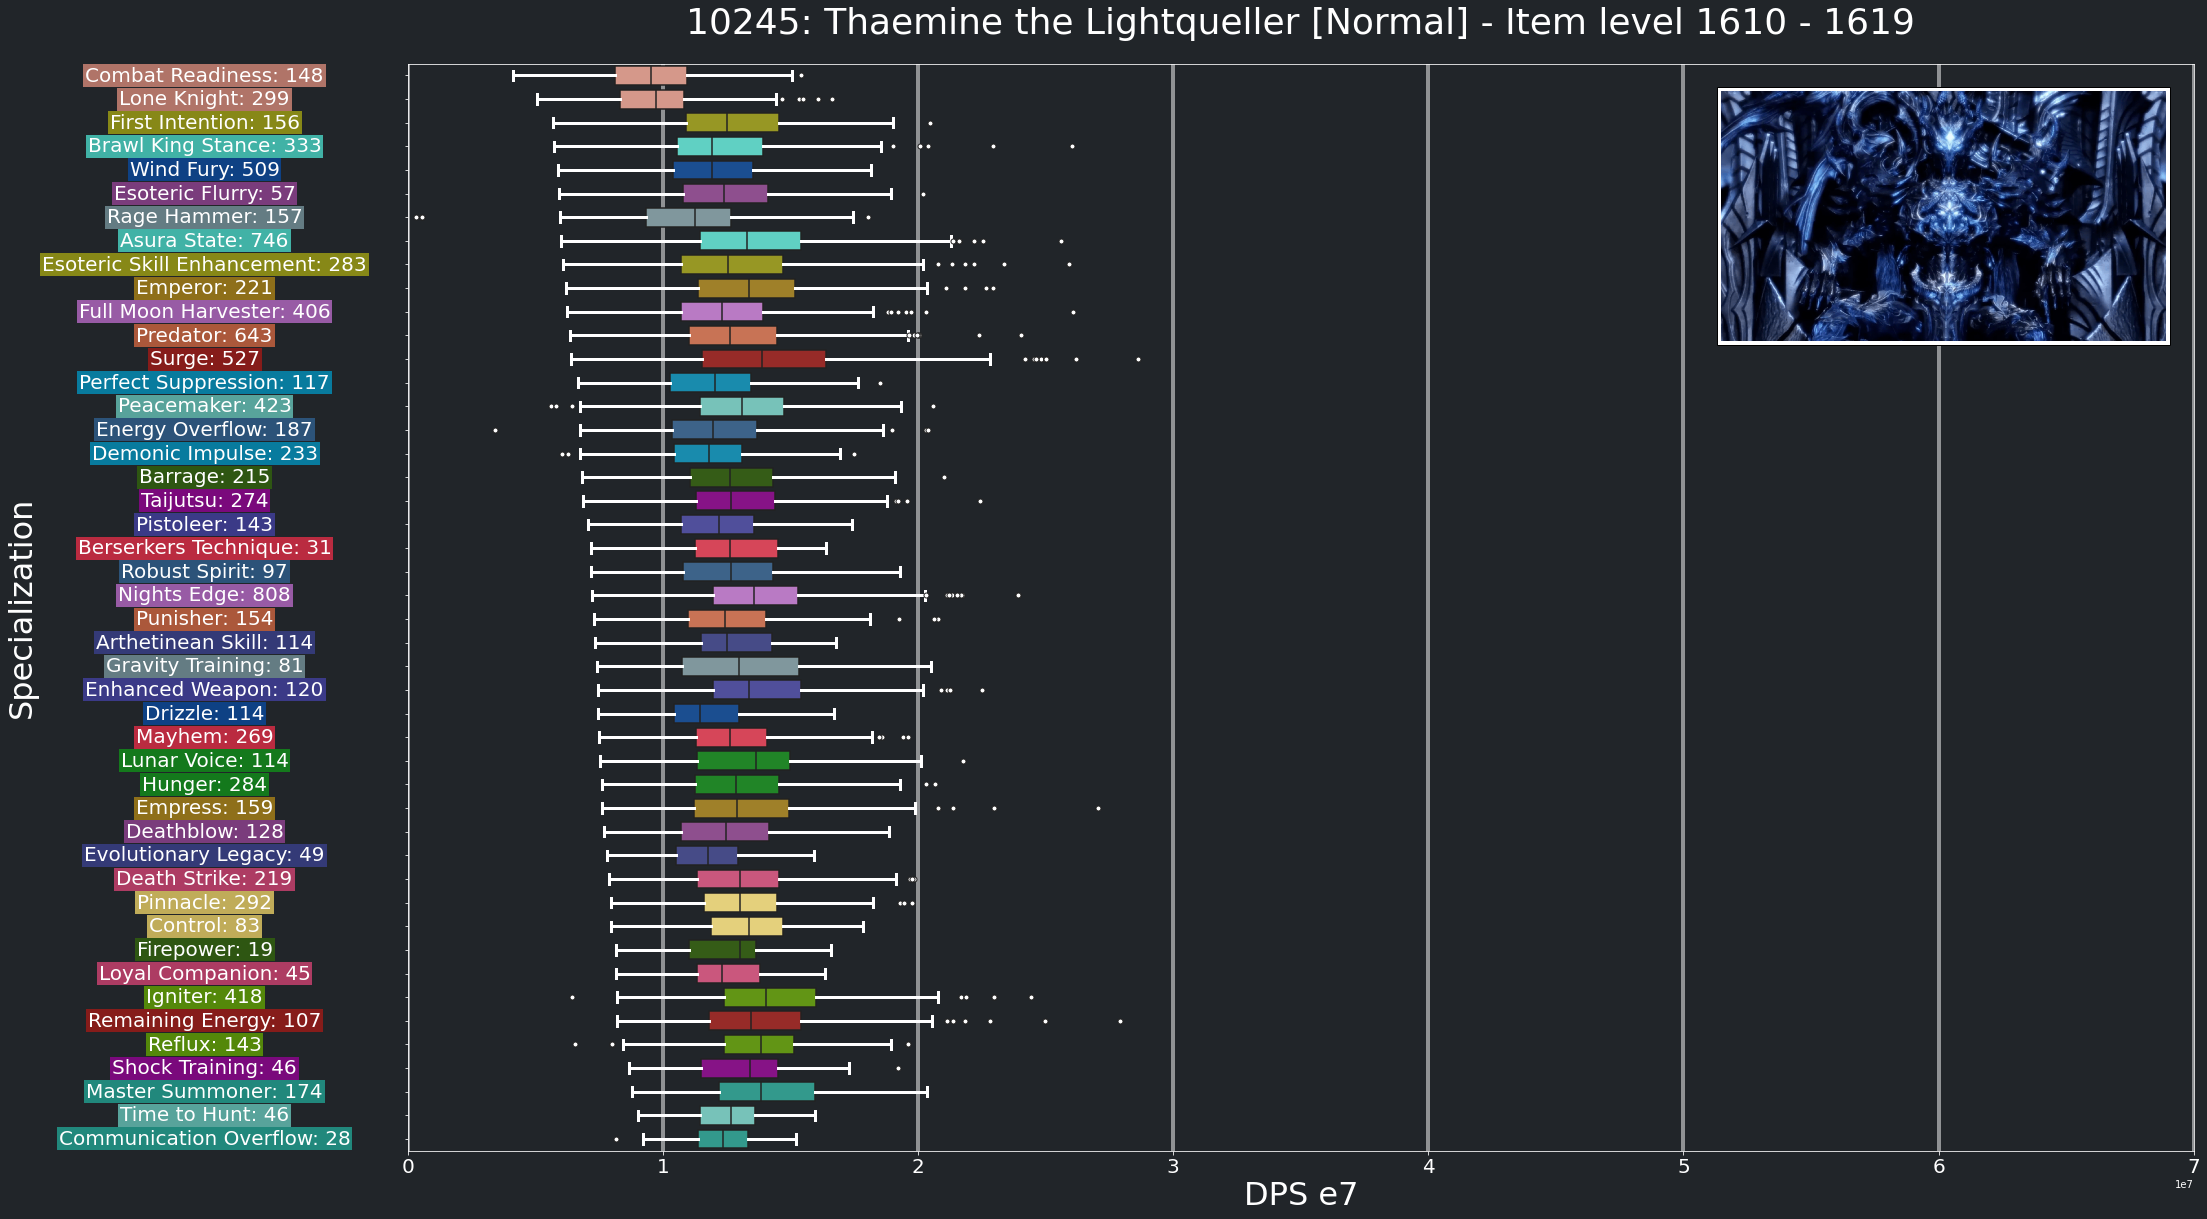 10245: Thaemine the Lightqueller [Normal] - Item level 1610 - 1619
Specialization
Combat Readiness: 148
Lone Knight: 299
First Intention: 156
Brawl King Stance: 333
Wind Fury: 509
Esoteric Flurry: 57
Rage Hammer: 157
Asura State: 746
Esoteric Skill Enhancement: 283
Emperor: 221
Full Moon Harvester: 406
Predator: 643
Surge: 527
Perfect Suppression: 117
Peacemaker: 423
Energy Overflow: 187
Demonic Impulse: 233
Barrage: 215
Taijutsu: 274
Pistoleer: 143
Berserkers Technique: 31
Robust Spirit: 97
Nights Edge: 808
Punisher: 154
Arthetinean Skill: 114
Gravity Training: 81
Enhanced Weapon: 120
Drizzle: 114
Mayhem: 269
Lunar Voice: 114
Hunger: 284
Empress: 159
Deathblow: 128
Evolutionary Legacy: 49
Death Strike: 219
Pinnacle: 292
Control: 83
Firepower: 19
Loyal Companion: 45
Igniter: 418
Remaining Energy: 107
Reflux: 143
Shock Training: 46
Master Summoner: 174
Time to Hunt: 46
Communication Overflow: 28
0 1 2 3 4 5 6 7
1e7
DPS e7